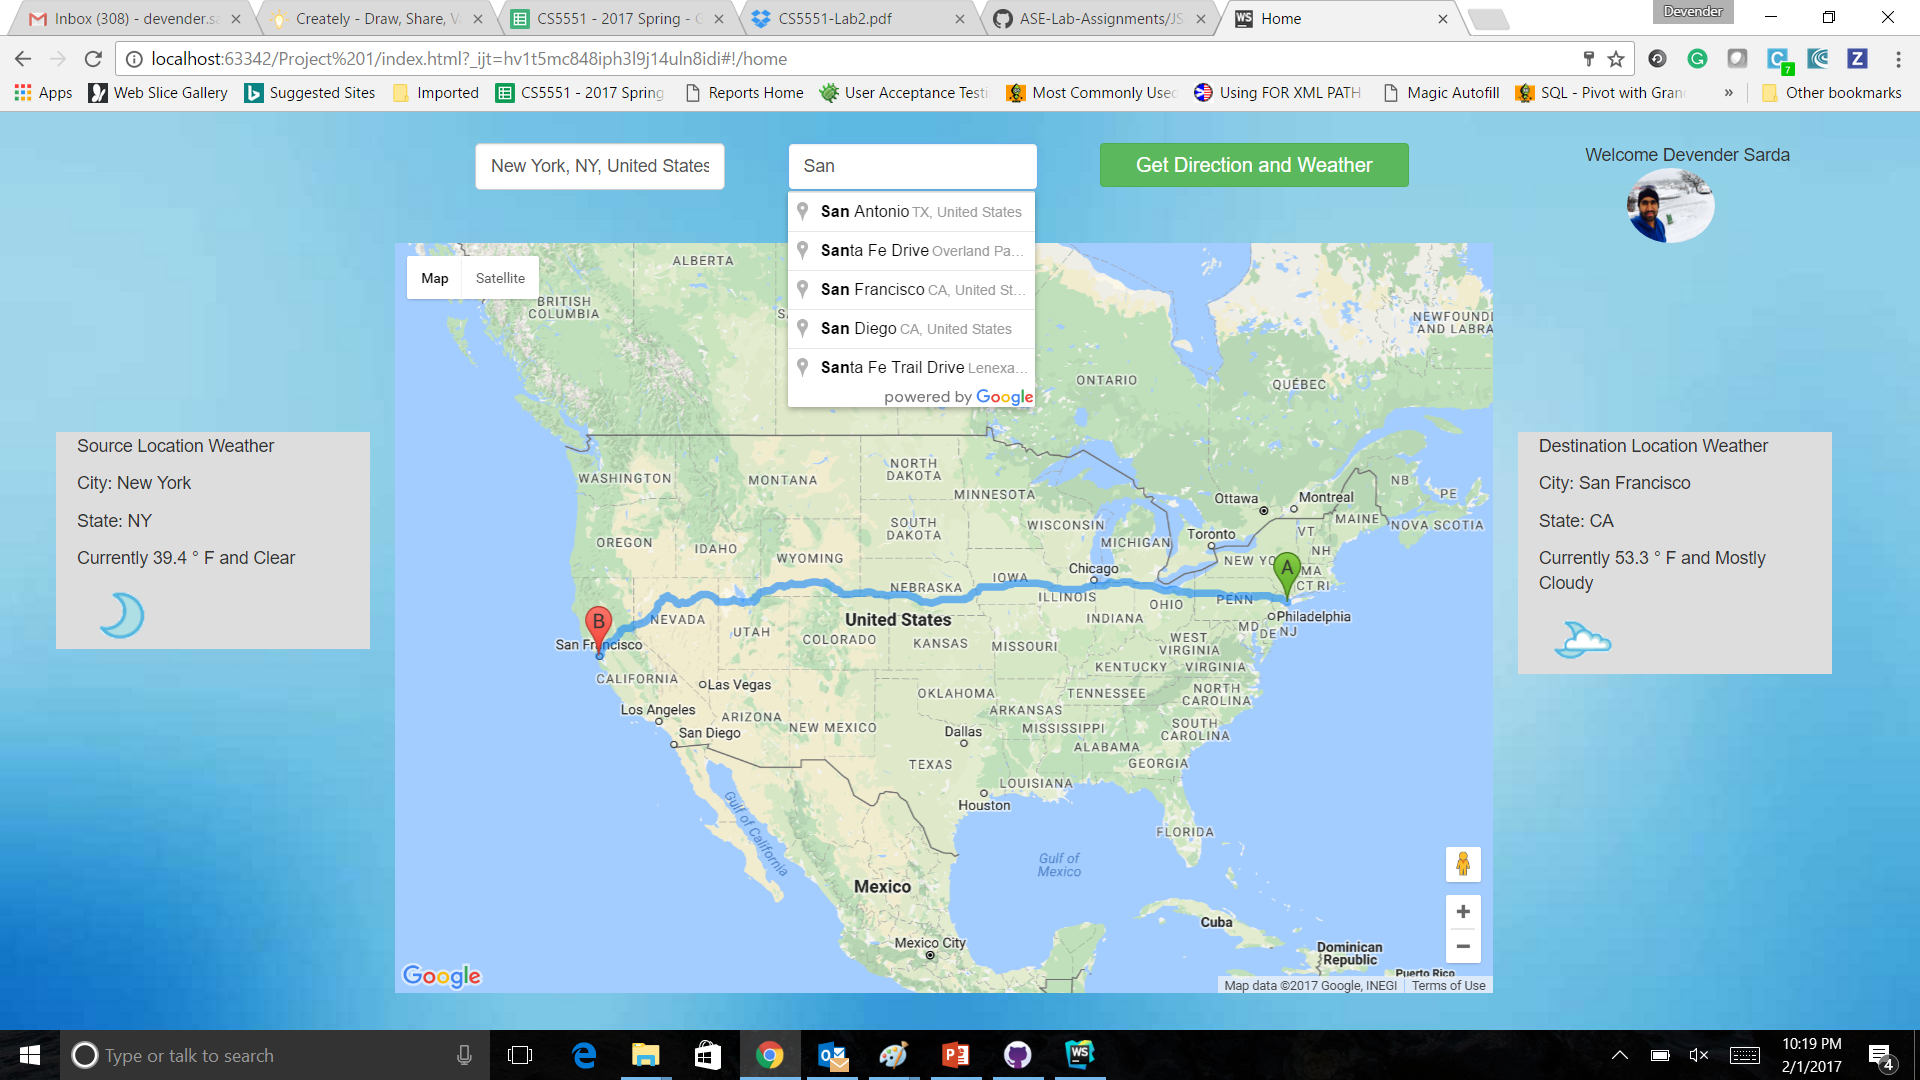 Inbox (308) - devender.sa
Creately - Draw, Share, Va
CS5551 - 2017 Spring - G
CS5551-Lab2.pdf
ASE-Lab-Assignments/JS
Home
Devender
localhost:63342/Project%201/index.html?_ijt=hv1t5mc848iph3l9j14uln8idi#!/home
7
Apps
Web Slice Gallery
Suggested Sites
Imported
CS5551 - 2017 Spring
Reports Home
User Acceptance Testi
Most Commonly Used
Using FOR XML PATH
Magic Autofill
SQL - Pivot with Gran
»
Other bookmarks
New York, NY, United States
San
Get Direction and Weather
Welcome Devender Sarda
San Antonio TX, United States
Santa Fe Drive Overland Pa...
San Francisco CA, United St...
San Diego CA, United States
Santa Fe Trail Drive Lenexa...
powered by Google
Map
Satellite
Source Location Weather
City: New York
State: NY
Currently 39.4 ° F and Clear
ALBERTA
BRITISH
COLUMBIA
ONTARIO
QUÉBEC
NEWFOUND
AND LABRA
WASHINGTON
MONTANA
NORTH
DAKOTA
MINNESOTA
SOUTH
DAKOTA
WISCONSIN
MICHIGAN
Ottawa
Montreal
Toronto
NB
PE
MAINE
NOVA SCOTIA
VT
NH
NEW YO
MA
CT
RI
OREGON
IDAHO
WYOMING
NEBRASKA
IOWA
Chicago
ILLINOIS
INDIANA
OHIO
PENN
Philadelphia
MD
DE
NJ
A
B
San Francisco
NEVADA
UTAH
COLORADO
United States
KANSAS
MISSOURI
WEST
VIRGINIA
KENTUCKY
VIRGINIA
CALIFORNIA
Las Vegas
Los Angeles
San Diego
ARIZONA
NEW MEXICO
OKLAHOMA
ARKANSAS
TENNESSEE
NORTH
CAROLINA
SOUTH
CAROLINA
MISSISSIPPI
ALABAMA
GEORGIA
Dallas
TEXAS
LOUISIANA
Houston
FLORIDA
Gulf of California
Gulf of
Mexico
Mexico
Mexico City
Cuba
Dominican
Republic
Puerto Rico
Google
Map data ©2017 Google, INEGI
Terms of Use
Destination Location Weather
City: San Francisco
State: CA
Currently 53.3 ° F and Mostly
Cloudy
Type or talk to search
10:19 PM
2/1/2017
4